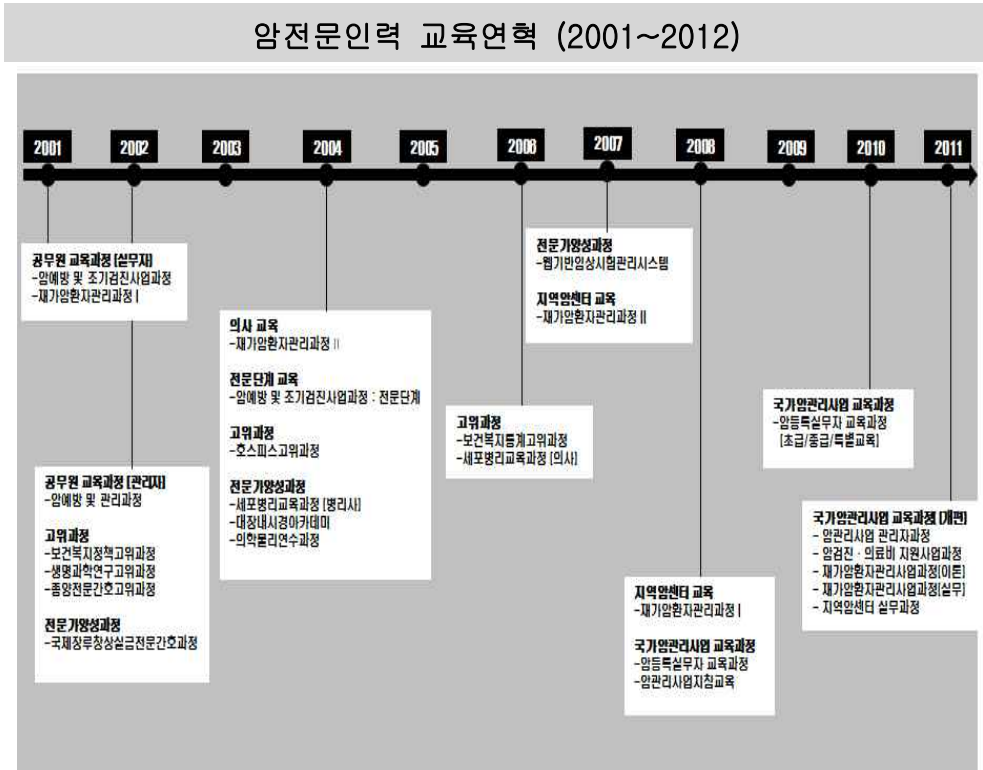 암전문인력 교육연혁 (2001~2012)
2001
2002
2003
2004
2005
2006
2007
2008
2009
2010
2011
공무원 교육과정 [실무자]
-암예방 및 조기검진사업과정
-재가암환자관리과정 I
공무원 교육과정 [관리자]
-암예방 및 관리과정
고위과정
-보건복지정책고위과정
-생명과학연구고위과정
-종양전문간호고위과정
전문가양성과정
-국제장루창상실금전문간호과정
의사 교육
-재가암환자관리과정 II
전문단계 교육
-암예방 및 조기검진사업과정 : 전문단계
고위과정
-호스피스고위과정
전문가양성과정
-세포병리교육과정 [병리사]
-대장내시경아카데미
-의학물리연수과정
고위과정
-보건복지통계고위과정
-세포병리교육과정 [의사]
전문가양성과정
-웹기반임상시험관리시스템
지역암센터 교육
-재가암환자관리과정 II
지역암센터 교육
-재가암환자관리과정 I
국가암관리사업 교육과정
-암등록실무자 교육과정
-암관리사업지침교육
국가암관리사업 교육과정
-암등록실무자 교육과정
[초급/중급/특별교육]
국가암관리사업 교육과정 [개편]
- 암관리사업 관리자과정
- 암검진 · 의료비 지원사업과정
- 재가암환자관리사업과정[이론]
- 재가암환자관리사업과정[실무]
- 지역암센터 실무과정